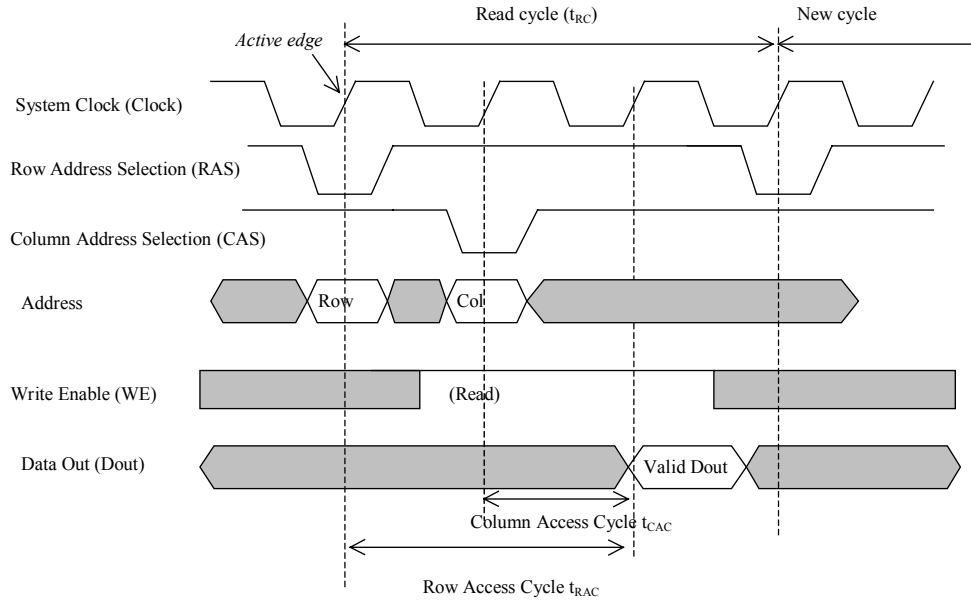 Read cycle (tRC)
New cycle
Active edge
System Clock (Clock)
Row Address Selection (RAS)
Column Address Selection (CAS)
Address
Row
Col
Write Enable (WE)
(Read)
Data Out (Dout)
Valid Dout
Column Access Cycle tCAC
Row Access Cycle tRAC